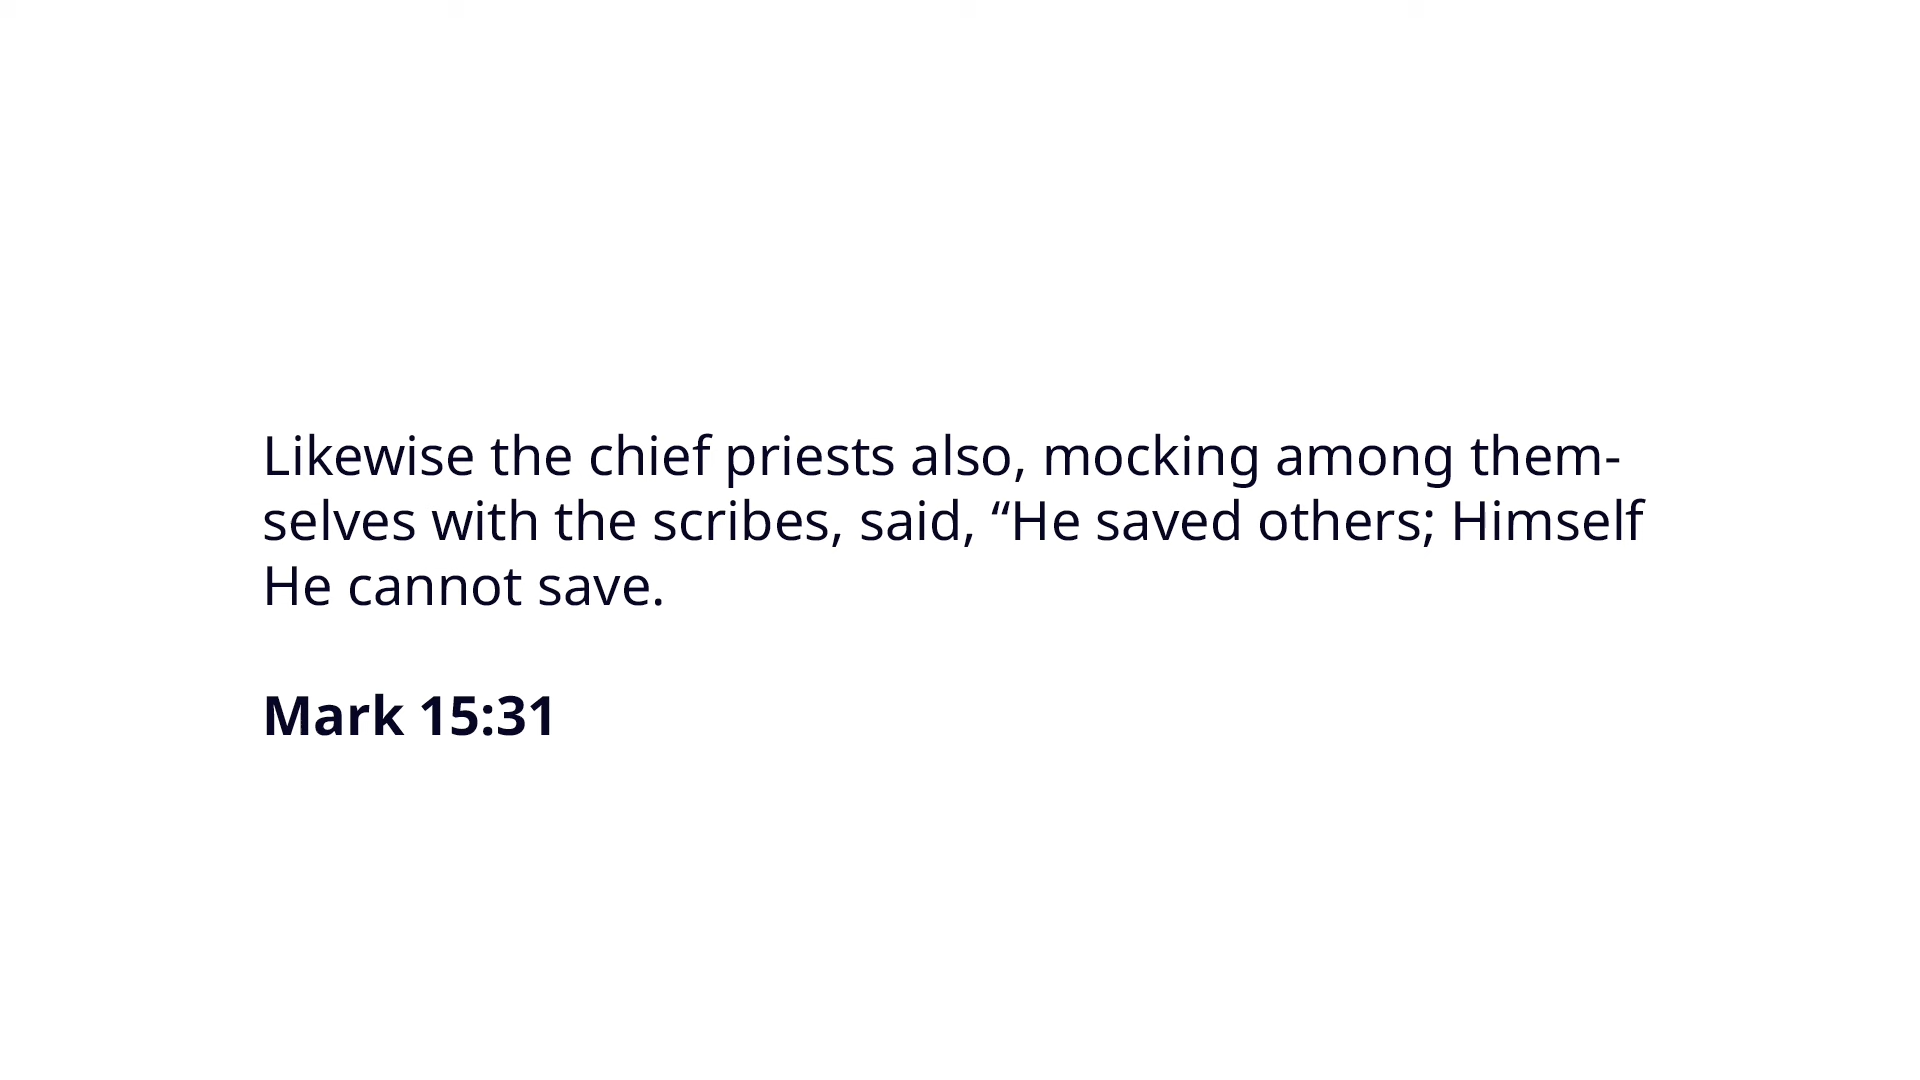 Likewise the chief priests also, mocking among them-
selves with the scribes, said, “He saved others; Himself
He cannot save.
Mark 15:31